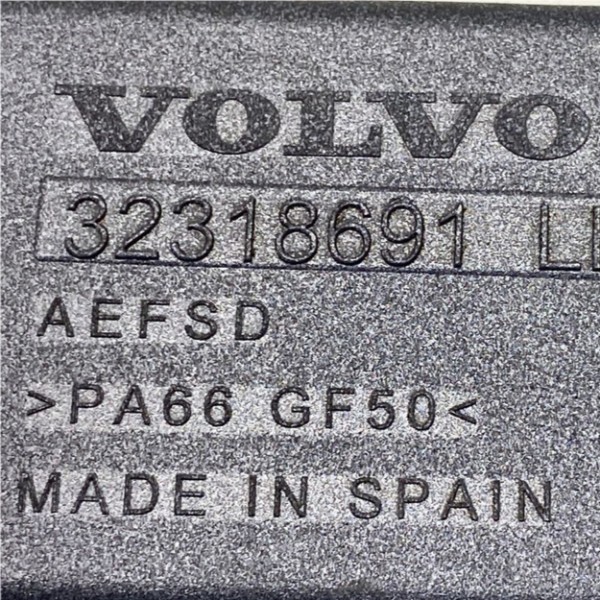 VOLVO
32318691
AEFSD
>PA66 GF50<
MADE IN SPAIN